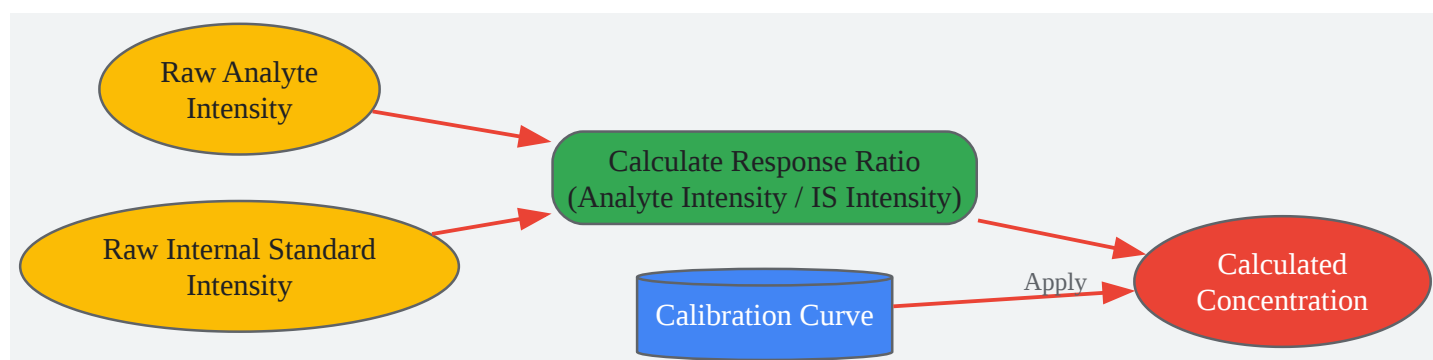 Raw Analyte
Intensity
Calculate Response Ratio
(Analyte Intensity / IS Intensity)
Raw Internal Standard
Intensity
Calibration Curve
Apply
Calculated
Concentration